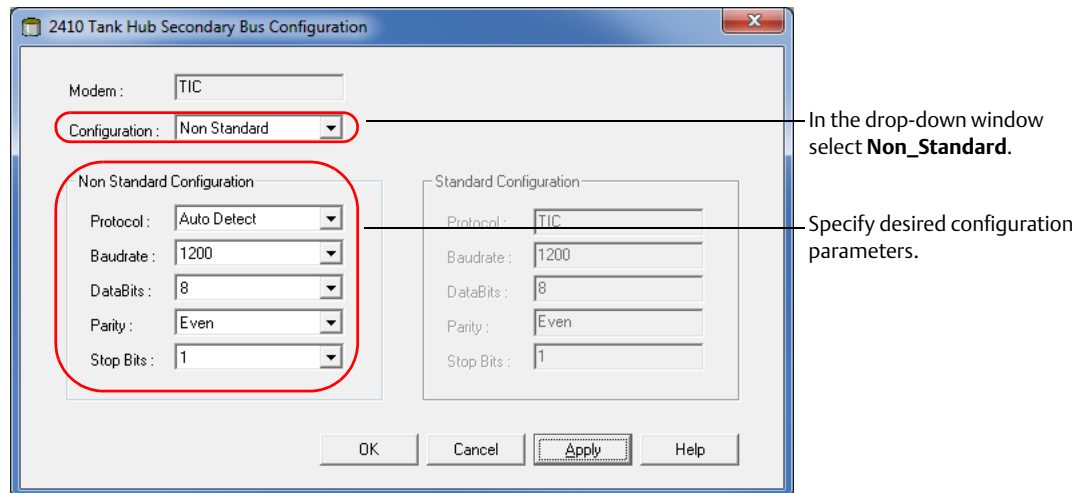 2410 Tank Hub Secondary Bus Configuration
Modem : TIC
Configuration : Non Standard
In the drop-down window
select Non_Standard.
Non Standard Configuration
Protocol : Auto Detect
Baudrate : 1200
DataBits : 8
Parity : Even
Stop Bits : 1
Standard Configuration
Protocol : TIC
Baudrate : 1200
DataBits : 8
Parity : Even
Stop Bits : 1
Specify desired configuration
parameters.
OK Cancel Apply Help